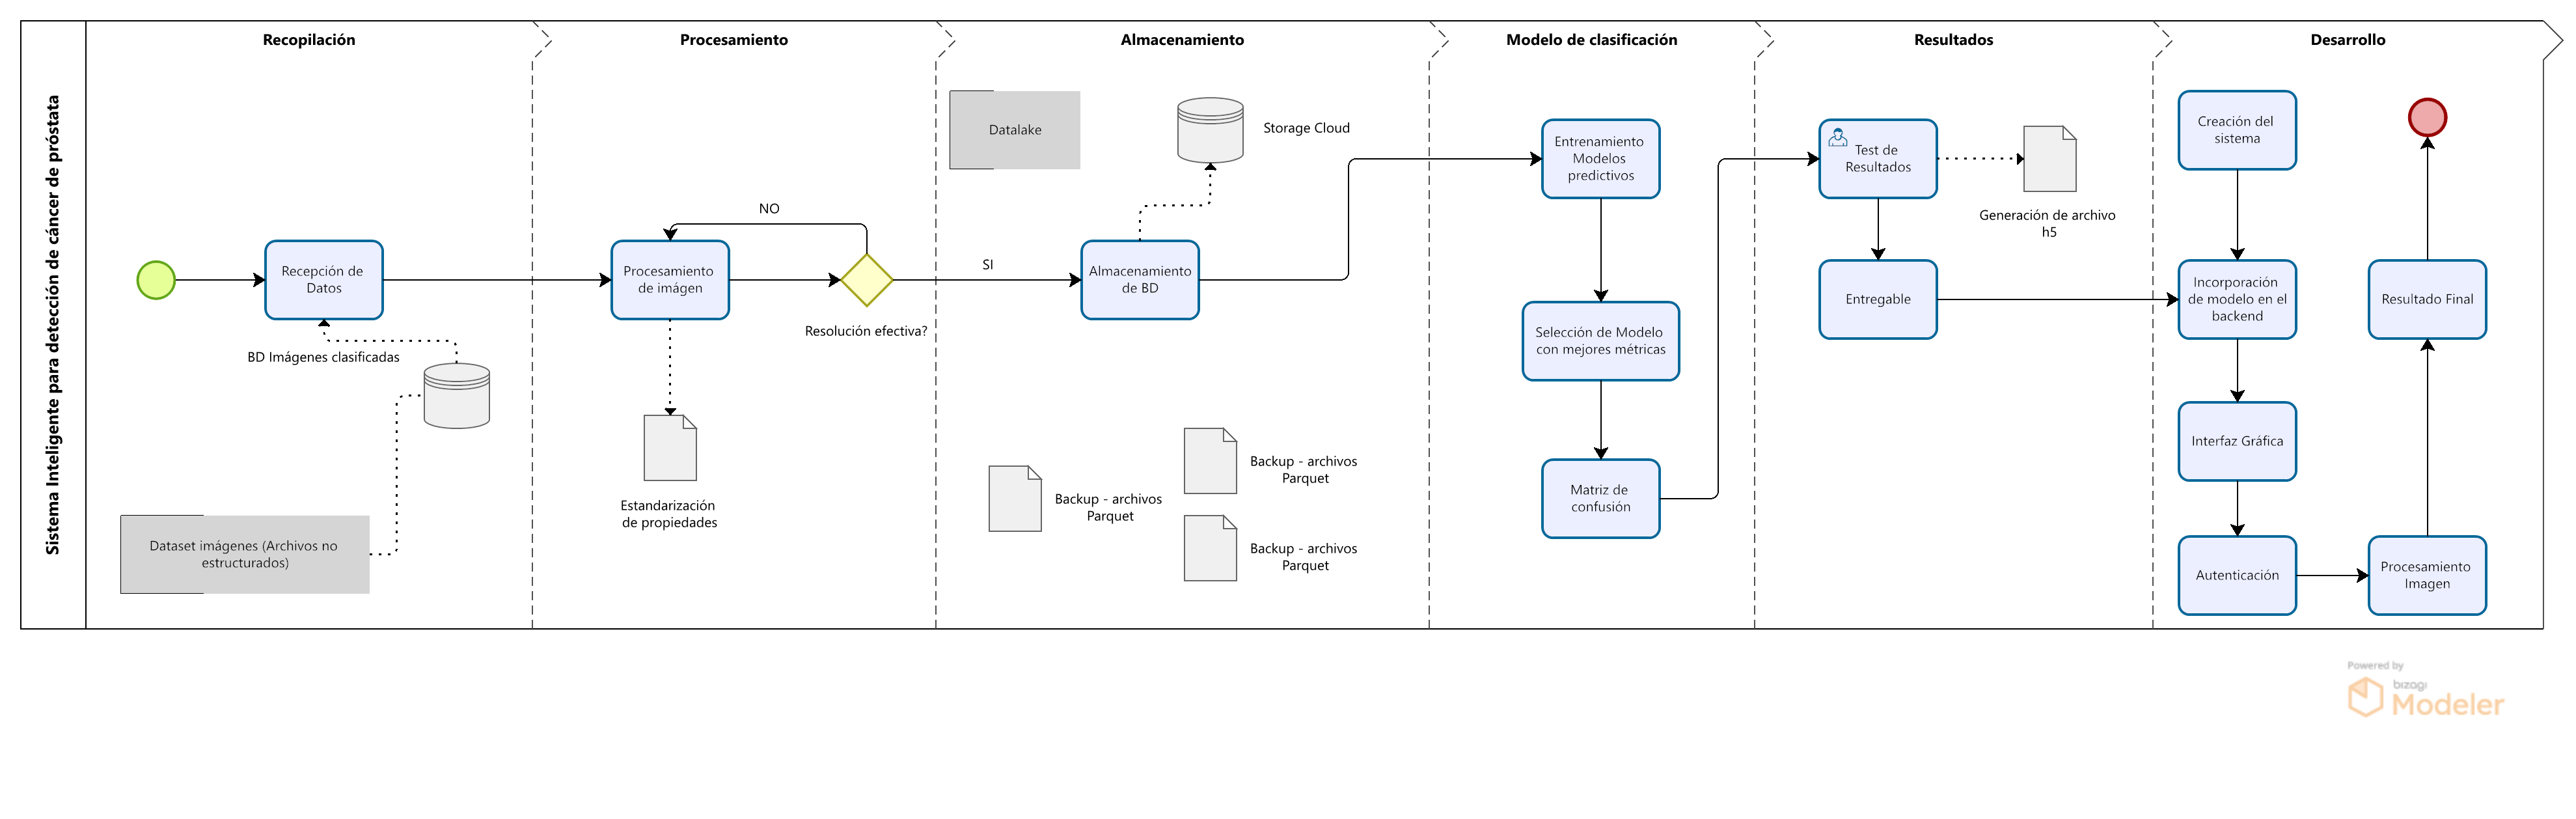 Sistema Inteligente para detección de cáncer de próstata
Recopilación
Procesamiento
Almacenamiento
Modelo de clasificación
Resultados
Desarrollo
Recepción de
Datos
BD Imágenes clasificadas
Dataset imágenes (Archivos no
estructurados)
Procesamiento
de imágen
NO
SI
Resolución efectiva?
Estandarización
de propiedades
Datalake
Storage Cloud
Almacenamiento
de BD
Backup - archivos
Parquet
Backup - archivos
Parquet
Backup - archivos
Parquet
Entrenamiento
Modelos
predictivos
Selección de Modelo
con mejores métricas
Matriz de
confusión
Test de
Resultados
Generación de archivo
h5
Entregable
Creación del
sistema
Incorporación
de modelo en el
backend
Interfaz Gráfica
Autenticación
Procesamiento
Imagen
Resultado Final
Powered by
bizagi
Modeler